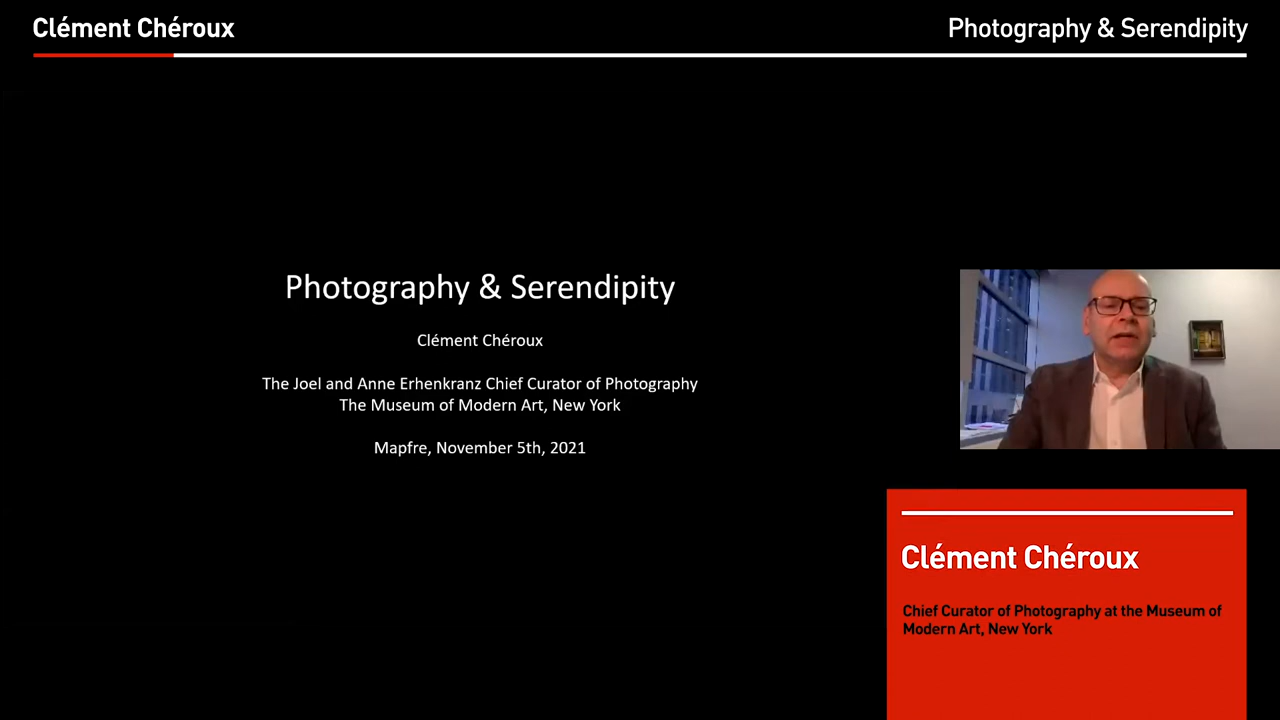 Clément Chéroux
Photography & Serendipity
Photography & Serendipity
Clément Chéroux
The Joel and Anne Erhenkranz Chief Curator of Photography
The Museum of Modern Art, New York
Mapfre, November 5th, 2021
Clément Chéroux
Chief Curator of Photography at the Museum of
Modern Art, New York